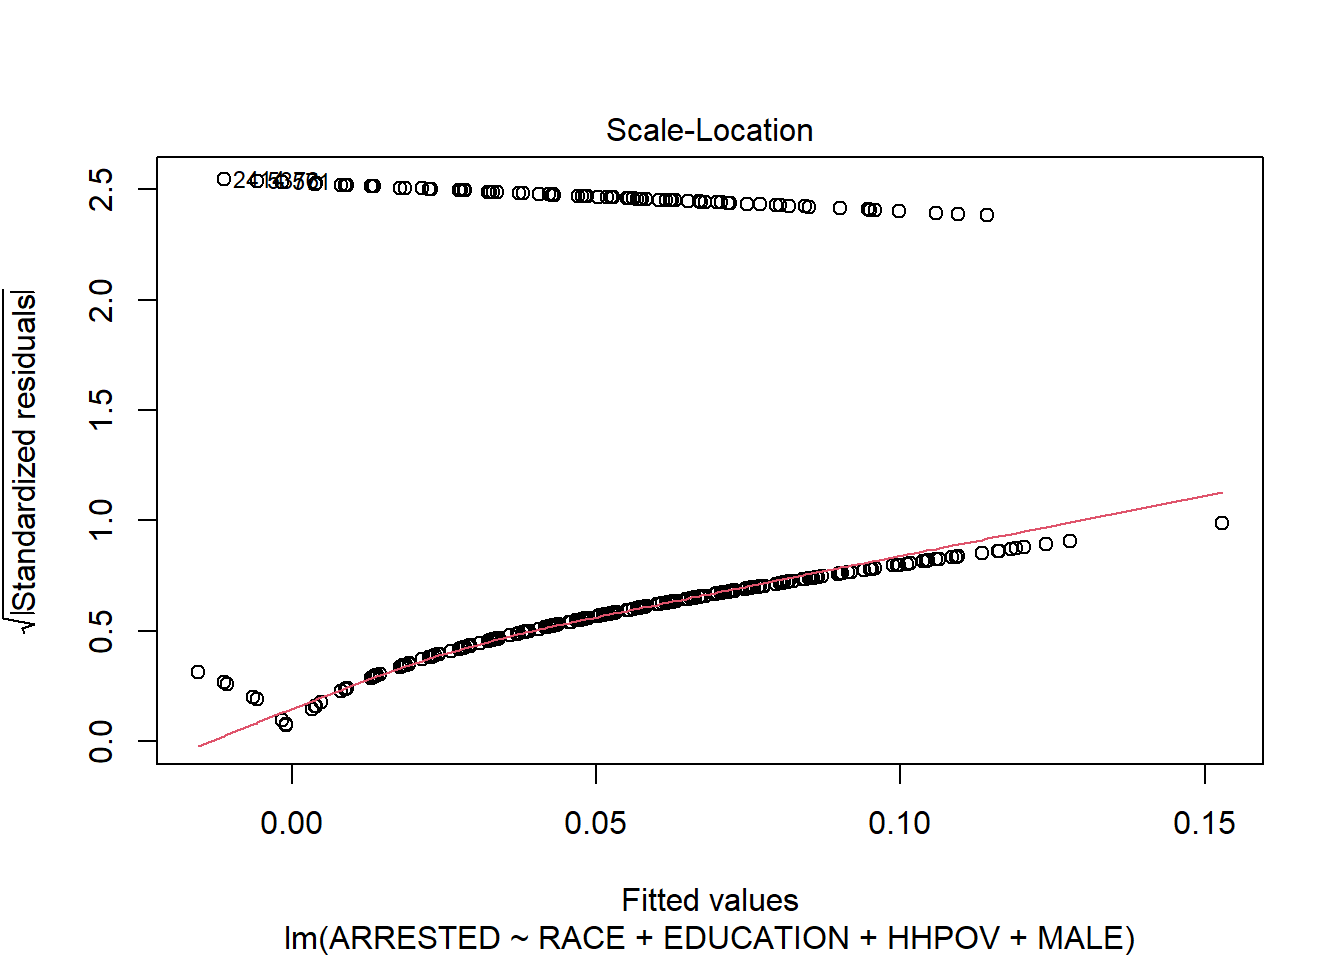 Scale-Location
√|Standardized residuals|
2.5
2.0
1.5
1.0
0.5
0.0
0.00 0.05 0.10 0.15
Fitted values
lm(ARRESTED ~ RACE + EDUCATION + HHPOV + MALE)